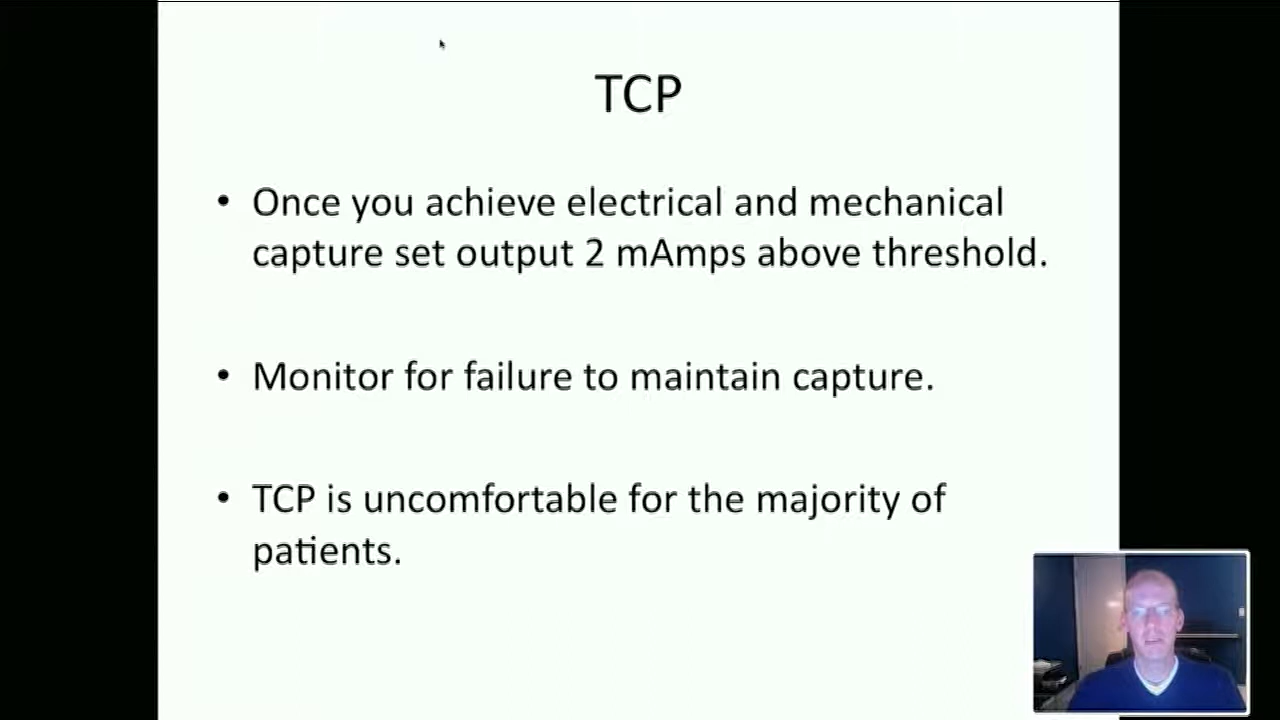 TCP
• Once you achieve electrical and mechanical
capture set output 2 mAmps above threshold.
• Monitor for failure to maintain capture.
• TCP is uncomfortable for the majority of
patients.